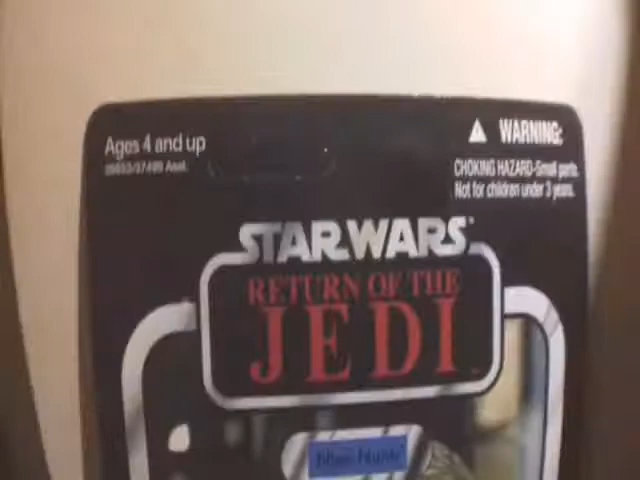 Ages 4 and up
WARNING:
CHOKING HAZARD-Small parts.
Not for children under 3 years.
STAR WARS
RETURN OF THE
JEDI